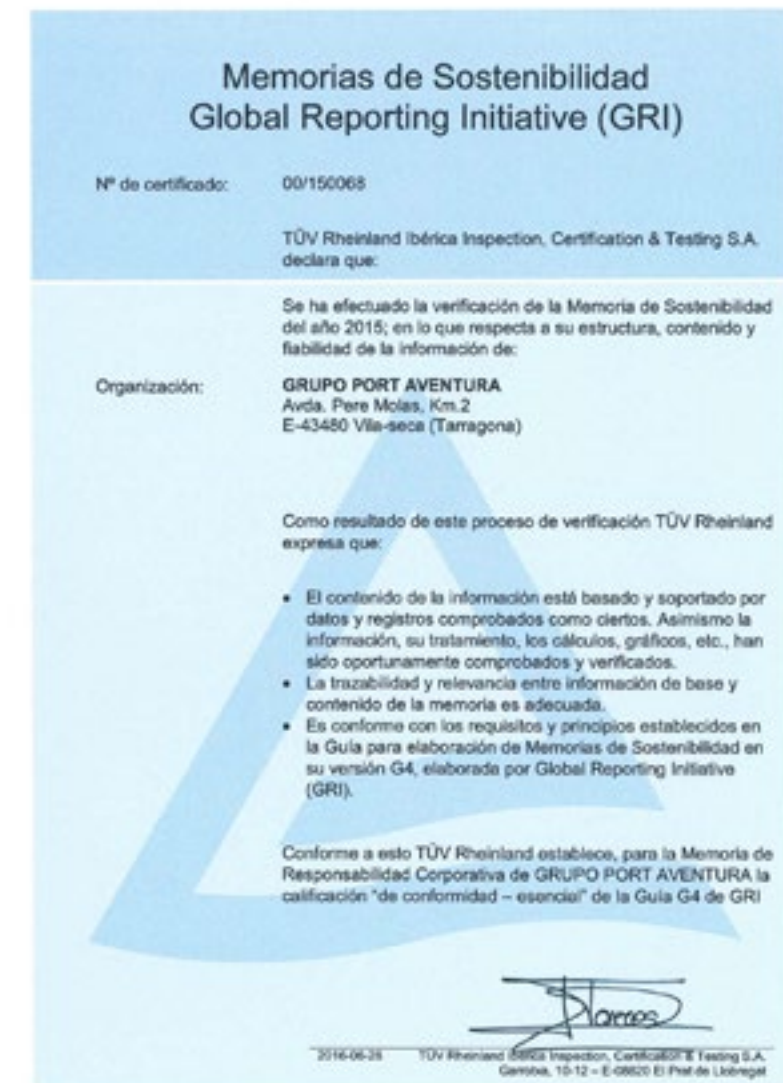 Memorias de Sostenibilidad
Global Reporting Initiative (GRI)
Nº de certificado: 00/150068
TÜV Rheinland Ibérica Inspection, Certification & Testing S.A.
declara que:
Se ha efectuado la verificación de la Memoria de Sostenibilidad
del año 2015; en lo que respecta a su estructura, contenido y
fiabilidad de la información de:
Organización: GRUPO PORT AVENTURA
Avda. Pere Molas, Km.2
E-43480 Vila-seca (Tarragona)
Como resultado de este proceso de verificación TÜV Rheinland
expresa que:
• El contenido de la información está basado y soportado por
datos y registros comprobados como ciertos. Asimismo la
información, su tratamiento, los cálculos, gráficos, etc., han
sido oportunamente comprobados y verificados.
• La trazabilidad y relevancia entre información de base y
contenido de la memoria es adecuada.
• Es conforme con los requisitos y principios establecidos en
la Guía para elaboración de Memorias de Sostenibilidad en
su versión G4, elaborada por Global Reporting Initiative
(GRI).
Conforme a esto TÜV Rheinland establece, para la Memoria de
Responsabilidad Corporativa de GRUPO PORT AVENTURA la
calificación "de conformidad – esencial" de la Guía G4 de GRI
2016-06-28 TÜV Rheinland Ibérica Inspection, Certification & Testing S.A.
Garrotxa, 10-12 – E-08820 El Prat de Llobregat